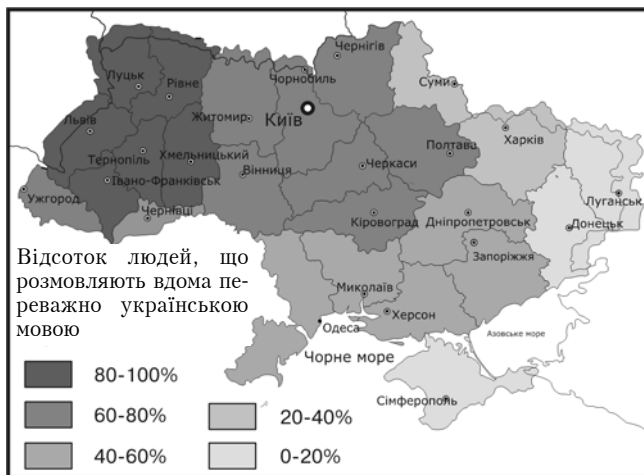 Чернігів
Чорнобиль
Суми
Луцьк
Рівне
Житомир
Київ
Львів
Полтава
Харків
Тернопіль
Хмельницький
Вінниця
Черкаси
Івано-Франківськ
Луганськ
Ужгород
Чернівці
Кіровоград
Дніпропетровськ
Донецьк
Запоріжжя
Миколаїв
Херсон
Одеса
Азовське море
Чорне море
Сімферополь
Відсоток людей, що
розмовляють вдома пе-
реважно українською
мовою
80-100%
60-80%
40-60%
20-40%
0-20%